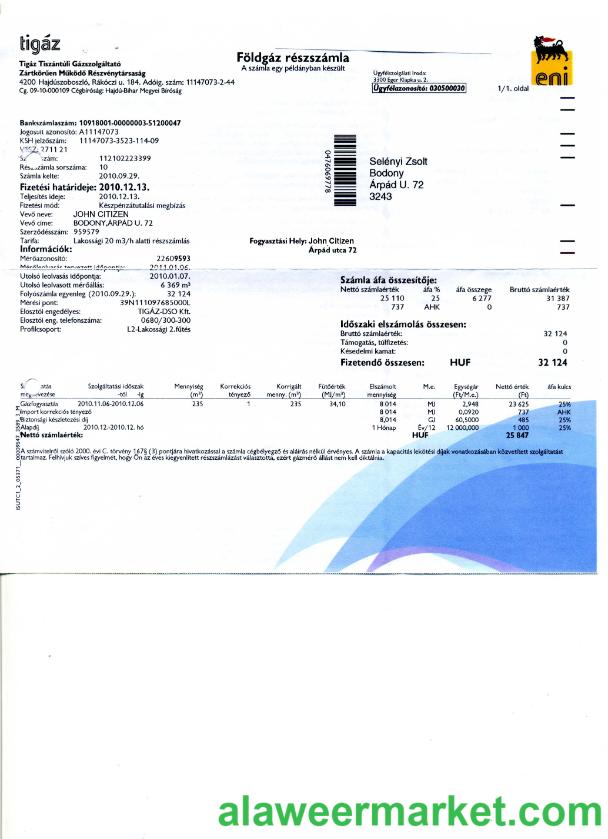 tigáz
Tigáz Tiszántúli Gázszolgáltató
Zártkörűen Működő Részvénytársaság
4200 Hajdúszoboszló, Rákóczi u. 184, Adóig. szám: 11147073-2-44
Cg. 09-10-000109 Cégbíróság: Hajdú-Bihar Megyei Bíróság
Földgáz részszámla
A számla egy példányban készült
Ügyfélszolgálati Iroda:
3300 Eger Klapka u. 2.
Ügyfélazonosító: 030500030
1/1. oldal
eni
Bankszámlaszám: 10918001-00000003-51200047
Jogosult azonosító: A11147073
KSH jelzőszám: 11147073-3523-114-09
2711 21
szám: 112102223399
Részszámla sorszáma: 10
Számla kelte: 2010.09.29.
Fizetési határideje: 2010.12.13.
Teljesítés ideje: 2010.12.13.
Fizetési mód: Készpénzátutalási megbízás
Vevő neve: JOHN CITIZEN
Vevő címe: BODONY,ÁRPÁD U. 72
Szerződésszám: 959579
Tarifa: Lakossági 20 m3/h alatti részszámlás
0476069778
Selényi Zsolt
Bodony
Árpád U. 72
3243
Fogyasztási Hely: John Citizen
Árpád utca 72
Információk:
Mérőazonosító: 22609593
Mérőleolvasás tervezett időpontja: 2011.01.06.
Utolsó leolvasás időpontja: 2010.01.07.
Utolsó leolvasott mérőállás: 6 369 m³
Folyószámla egyenleg (2010.09.29.): 32 124
Mérési pont: 39N111097685000L
Elosztói engedélyes: TIGÁZ-DSO Kft.
Elosztói eng. telefonszáma: 0680/300-300
Profilcsoport: L2-Lakossági 2.fűtés
Számla áfa összesítője:
Nettó számlaérték áfa % áfa összege Bruttó számlaérték
25 110 25 6 277 31 387
737 AHK 0 737
Időszaki elszámolás összesen:
Bruttó számlaérték: 32 124
Támogatás, túlfizetés: 0
Késedelmi kamat: 0
Fizetendő összesen: HUF 32 124
Szolgáltatási időszak Mennyiség Korrekciós Korrigált Fűtőérték Elszámolt M.e. Egységár Nettó érték áfa kulcs
megnevezése -tól -ig (m³) tényező menny. (m³) (MJ/m³) mennyiség (Ft/M.e.) (Ft)
Gázfogyasztás 2010.11.06-2010.12.06 235 1 235 34,10 8 014 MJ 2,948 23 625 25%
Import korrekciós tényező 8 014 MJ 0,0920 737 AHK
Biztonsági készletezési díj 8,014 GJ 60,5000 485 25%
Alapdíj 2010.12.-2010.12. hó 1 Hónap Év/12 12 000,000 1 000 25%
Nettó számlaérték: HUF 25 847
A számvitelről szóló 2000. évi C. törvény 167§ (3) pontjára hivatkozással a számla cégbélyegző és aláírás nélkül érvényes. A számla a kapacitás lekötési díjak vonatkozásában közvetített szolgáltatást
tartalmaz. Felhívjuk szíves figyelmét, hogy Ön az éves kiegyenlített részszámlázást választotta, ezért gázmérő állást nem kell diktálnia.
alaweermarket.com